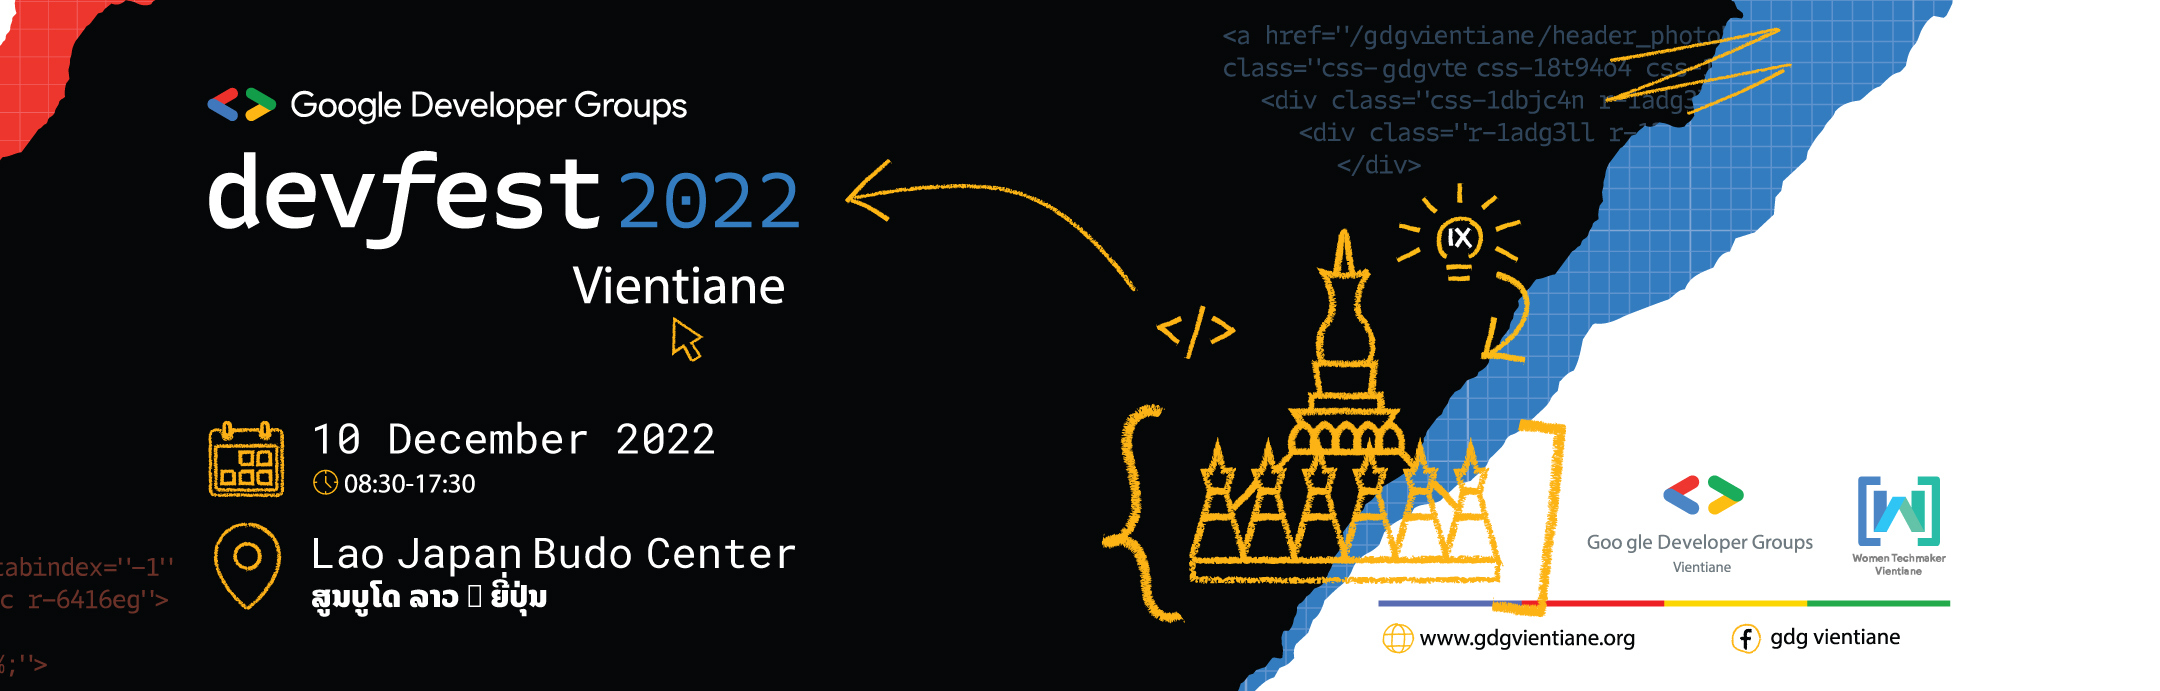 Google Developer Groups
devfest 2022
Vientiane
10 December 2022
08:30-17:30
Lao Japan Budo Center
ສູນບູໂດ ລາວ ▯ ຍີ່ປຸ່ນ
<a href="/gdgvientiane/header_photo
class="css-gdgvte css-18t94o4 css-
<div class="css-1dbjc4n r-1adg3
<div class="r-1adg3ll r-1
</div>
IX
</>
tabindex="-1"
c r-6416eg">
%;">
Goo gle Developer Groups
Vientiane
Women Techmaker
Vientiane
www.gdgvientiane.org
gdg vientiane